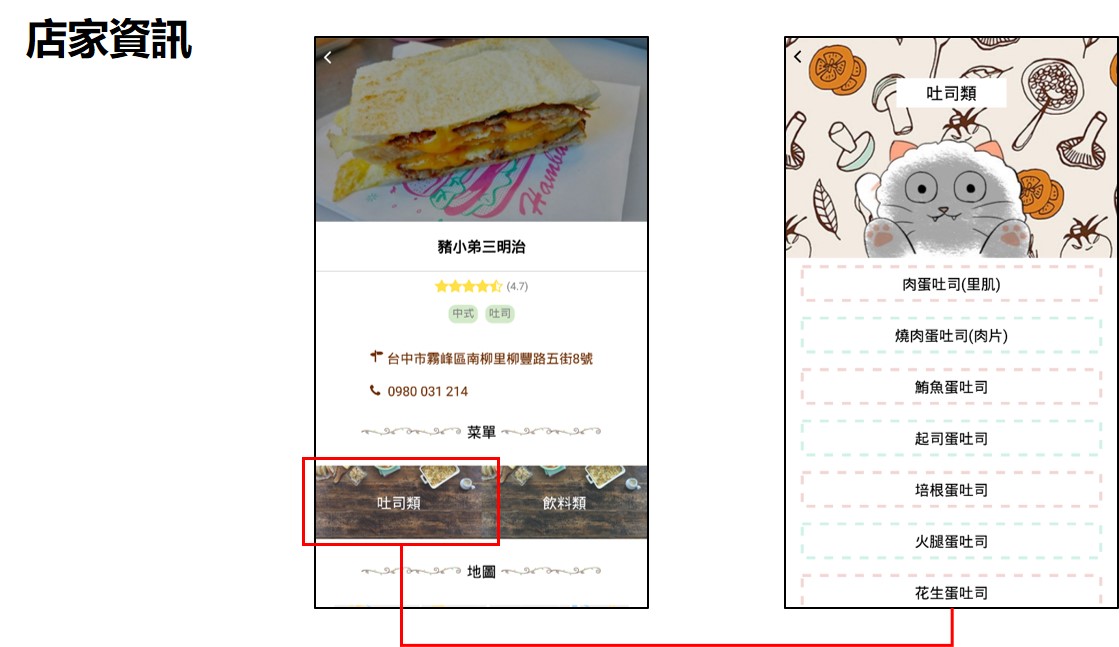 店家資訊
Hambu
豬小弟三明治
(4.7)
中式 吐司
台中市霧峰區南柳里柳豐路五街8號
0980 031 214
菜單
吐司類 飲料類
地圖
吐司類
肉蛋吐司(里肌)
燒肉蛋吐司(肉片)
鮪魚蛋吐司
起司蛋吐司
培根蛋吐司
火腿蛋吐司
花生蛋吐司